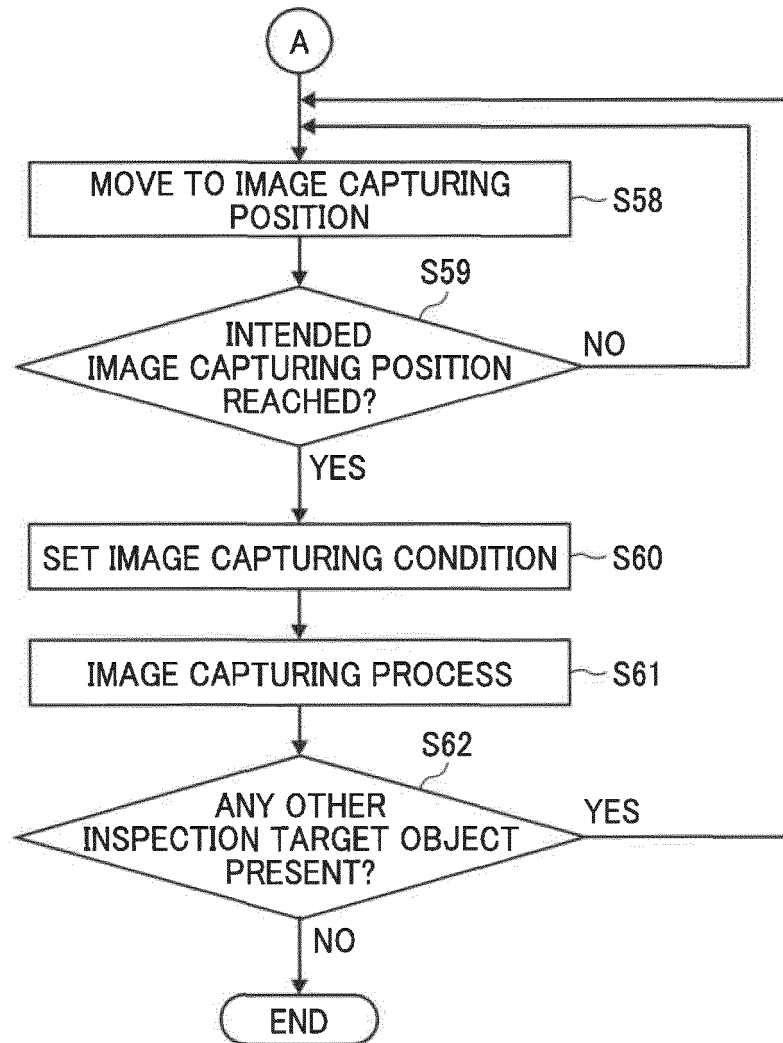 A
MOVE TO IMAGE CAPTURING
POSITION
S58
S59
INTENDED
IMAGE CAPTURING POSITION
REACHED?
NO
YES
SET IMAGE CAPTURING CONDITION
S60
IMAGE CAPTURING PROCESS
S61
S62
ANY OTHER
INSPECTION TARGET OBJECT
PRESENT?
YES
NO
END